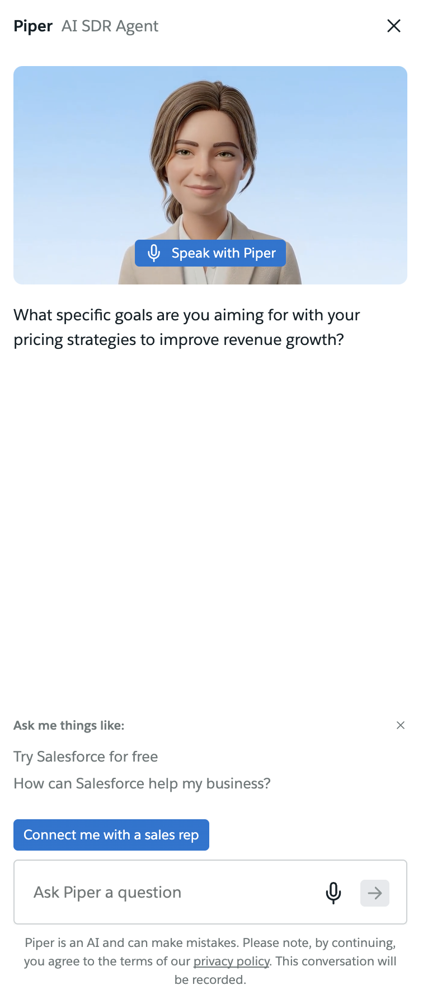 Piper AI SDR Agent
Speak with Piper
What specific goals are you aiming for with your
pricing strategies to improve revenue growth?
Ask me things like:
Try Salesforce for free
How can Salesforce help my business?
Connect me with a sales rep
Ask Piper a question
Piper is an AI and can make mistakes. Please note, by continuing,
you agree to the terms of our privacy policy. This conversation will
be recorded.